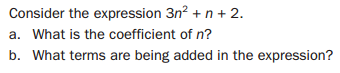 Consider the expression 3n² + n + 2.
a. What is the coefficient of n?
b. What terms are being added in the expression?